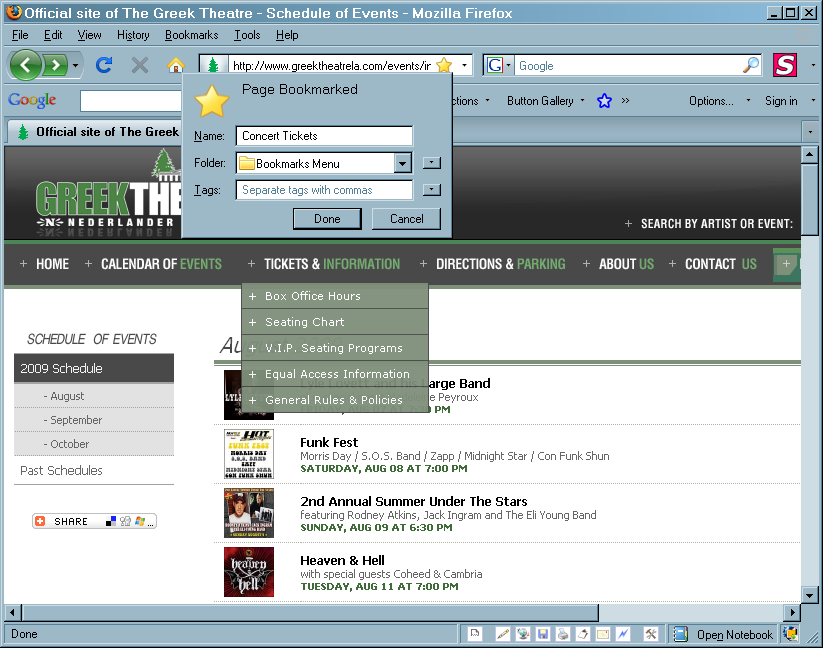 Official site of The Greek Theatre - Schedule of Events - Mozilla Firefox
File Edit View History Bookmarks Tools Help
http://www.greektheatrela.com/events/ir
G Google S
Google
Button Gallery » Options... Sign in
Official site of The Greek
Page Bookmarked
Name: Concert Tickets
Folder: Bookmarks Menu
Tags: Separate tags with commas
Done Cancel
GREEK THE
NEDERLANDER
+ SEARCH BY ARTIST OR EVENT:
+ HOME + CALENDAR OF EVENTS + TICKETS & INFORMATION + DIRECTIONS & PARKING + ABOUT US + CONTACT US +
+ Box Office Hours
+ Seating Chart
+ V.I.P. Seating Programs
+ Equal Access Information
+ General Rules & Policies
SCHEDULE OF EVENTS
2009 Schedule
- August
- September
- October
Past Schedules
SHARE ...
Large Band
Peyroux
PM
Funk Fest
Morris Day / S.O.S. Band / Zapp / Midnight Star / Con Funk Shun
SATURDAY, AUG 08 AT 7:00 PM
2nd Annual Summer Under The Stars
featuring Rodney Atkins, Jack Ingram and The Eli Young Band
SUNDAY, AUG 09 AT 6:30 PM
heaven & hell
Heaven & Hell
with special guests Coheed & Cambria
TUESDAY, AUG 11 AT 7:00 PM
Done
Open Notebook